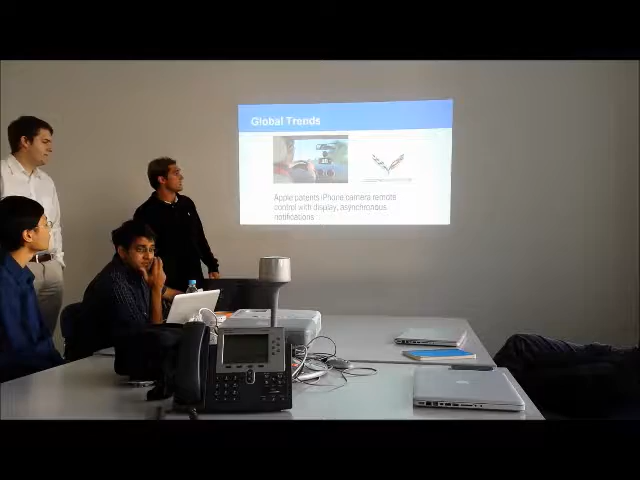 Global Trends
Apple patents iPhone camera remote
control with display, asynchronous
notifications